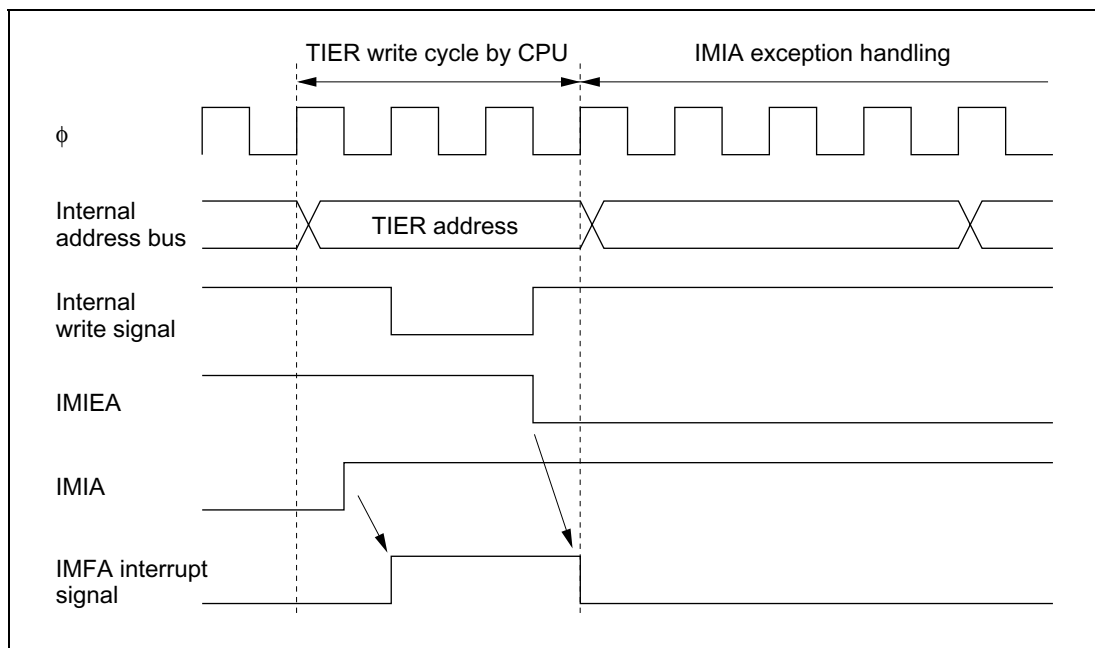 TIER write cycle by CPU
IMIA exception handling
φ
Internal
address bus
TIER address
Internal
write signal
IMIEA
IMIA
IMFA interrupt
signal